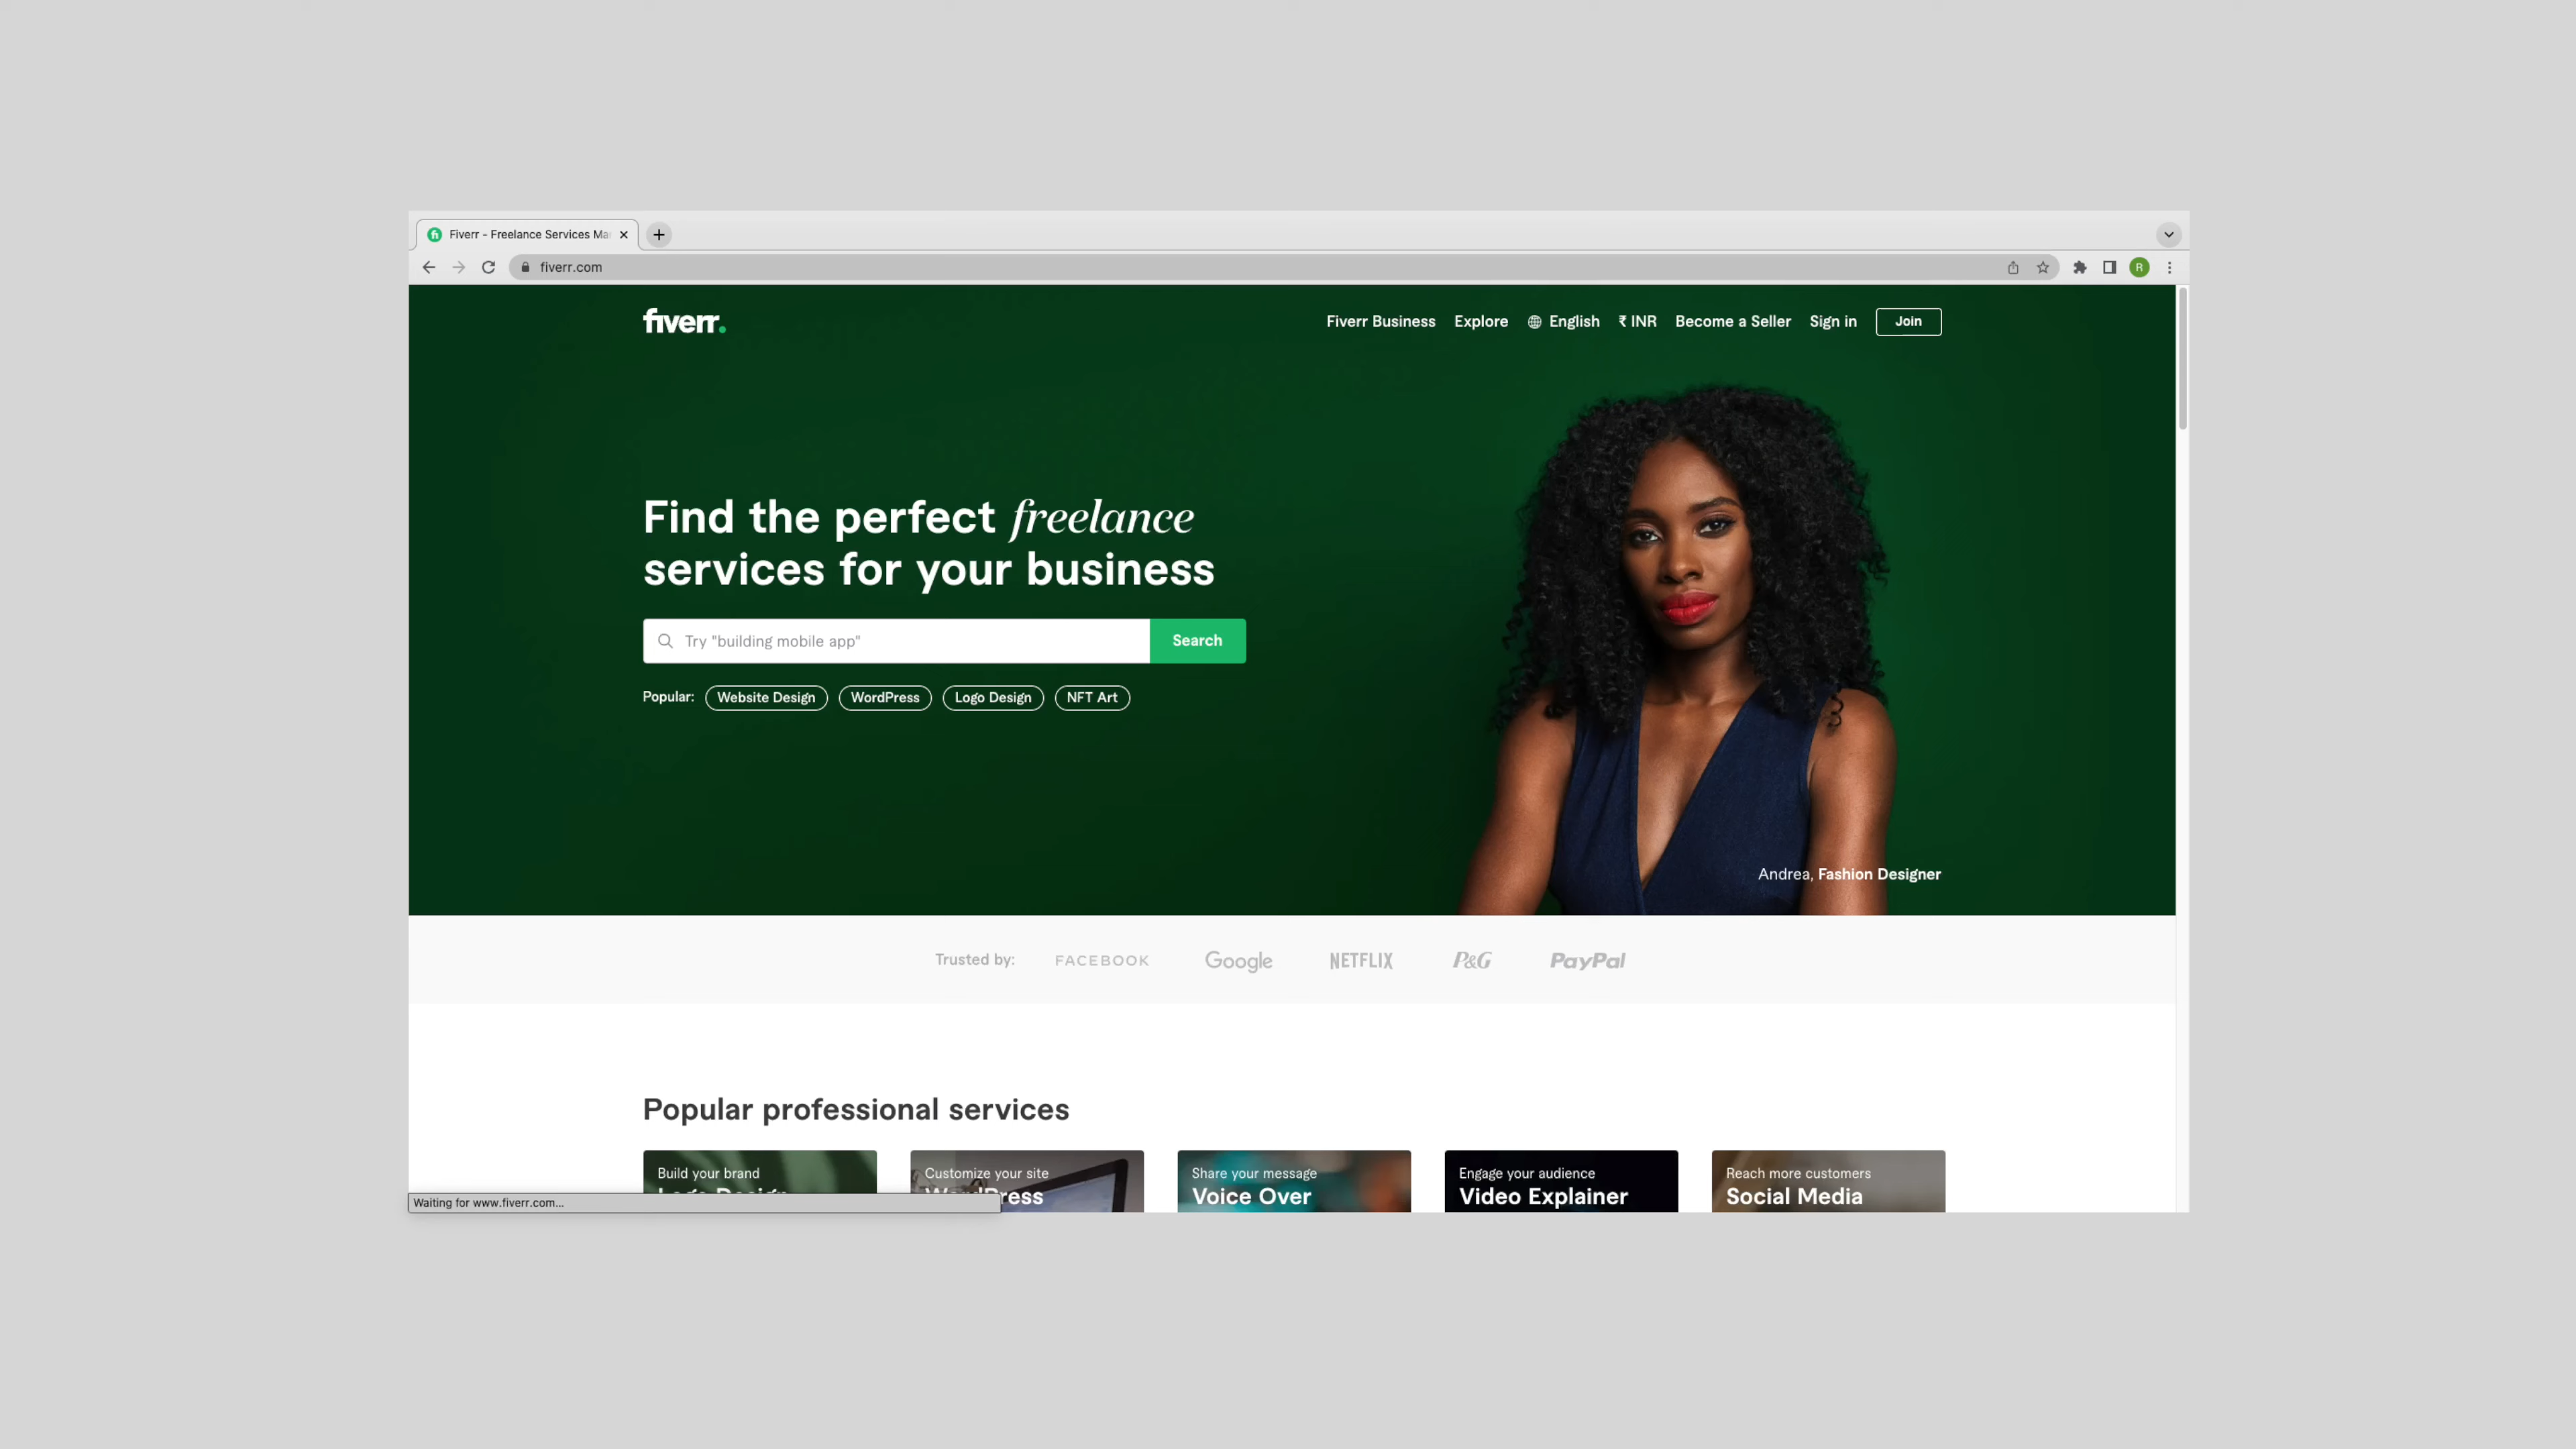 Fiverr - Freelance Services Ma
fiverr.com
R
fiverr.
Fiverr Business Explore English ₹ INR Become a Seller Sign in Join
Find the perfect freelance
services for your business
Try "building mobile app"
Search
Popular: Website Design WordPress Logo Design NFT Art
Andrea, Fashion Designer
Trusted by: FACEBOOK Google NETFLIX P&G PayPal
Popular professional services
Build your brand
Logo Design
Customize your site
WordPress
Share your message
Voice Over
Engage your audience
Video Explainer
Reach more customers
Social Media
Waiting for www.fiverr.com...